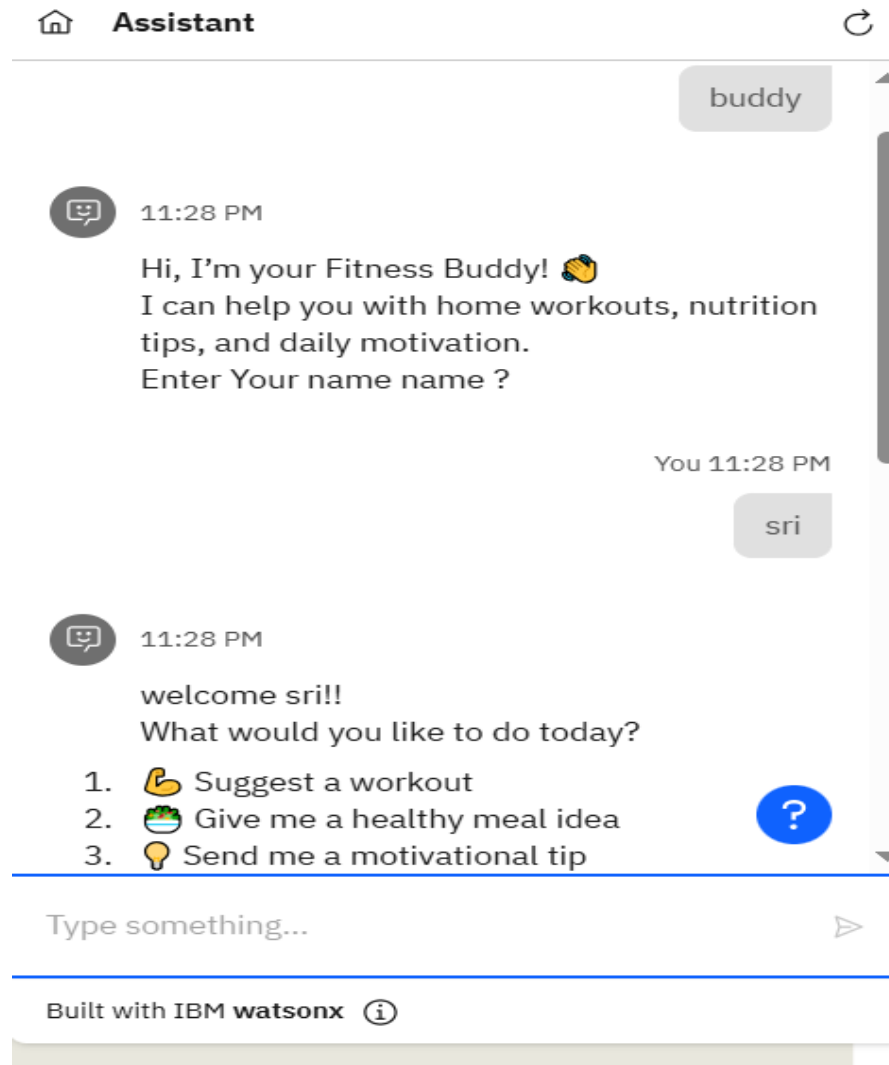 Assistant
buddy
11:28 PM
Hi, I’m your Fitness Buddy! 👋
I can help you with home workouts, nutrition
tips, and daily motivation.
Enter Your name name ?
You 11:28 PM
sri
11:28 PM
welcome sri!!
What would you like to do today?
1. 💪 Suggest a workout
2. 🥗 Give me a healthy meal idea
3. 💡 Send me a motivational tip
?
Type something...
Built with IBM watsonx